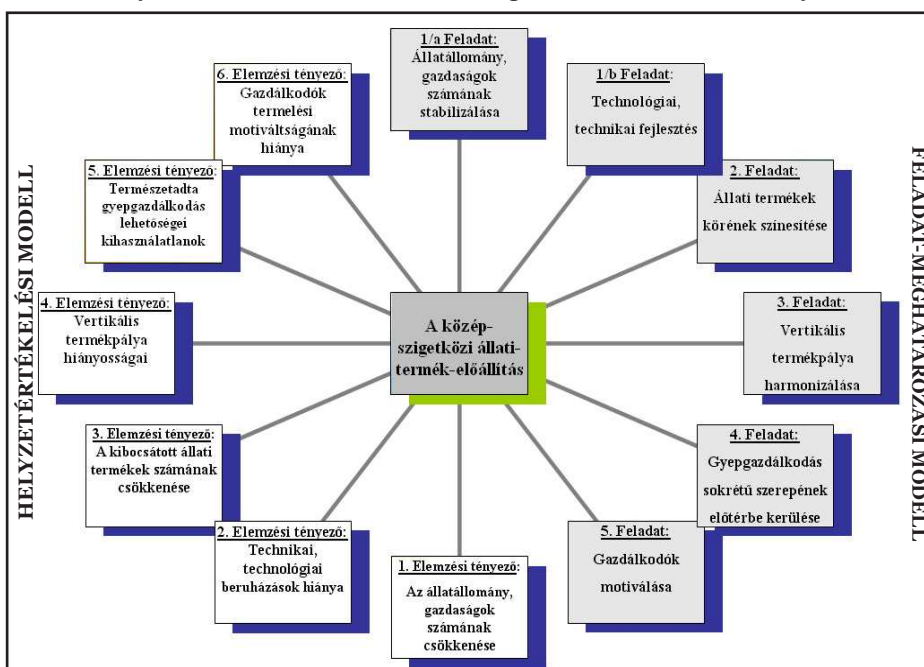 HELYZETÉRTÉKELÉSI MODELL
6. Elemzési tényező:
Gazdálkodók
termelési
motiváltságának
hiánya
5. Elemzési tényező:
Természetadta
gyepgazdálkodás
lehetőségei
kihasználatlanok
4. Elemzési tényező:
Vertikális
termékpálya
hiányosságai
3. Elemzési tényező:
A kibocsátott állati
termékek számának
csökkenése
2. Elemzési tényező:
Technikai,
technológiai
beruházások hiánya
1. Elemzési tényező:
Az állatállomány,
gazdaságok
számának
csökkenése
A közép-
szigetközi állati-
termék-előállítás
1/a Feladat:
Állatállomány,
gazdaságok
számának
stabilizálása
1/b Feladat:
Technológiai,
technikai fejlesztés
2. Feladat:
Állati termékek
körének színesítése
3. Feladat:
Vertikális
termékpálya
harmonizálása
4. Feladat:
Gyepgazdálkodás
sokrétű szerepének
előtérbe kerülése
5. Feladat:
Gazdálkodók
motiválása
FELADAT-MEGHATÁROZÁSI MODELL